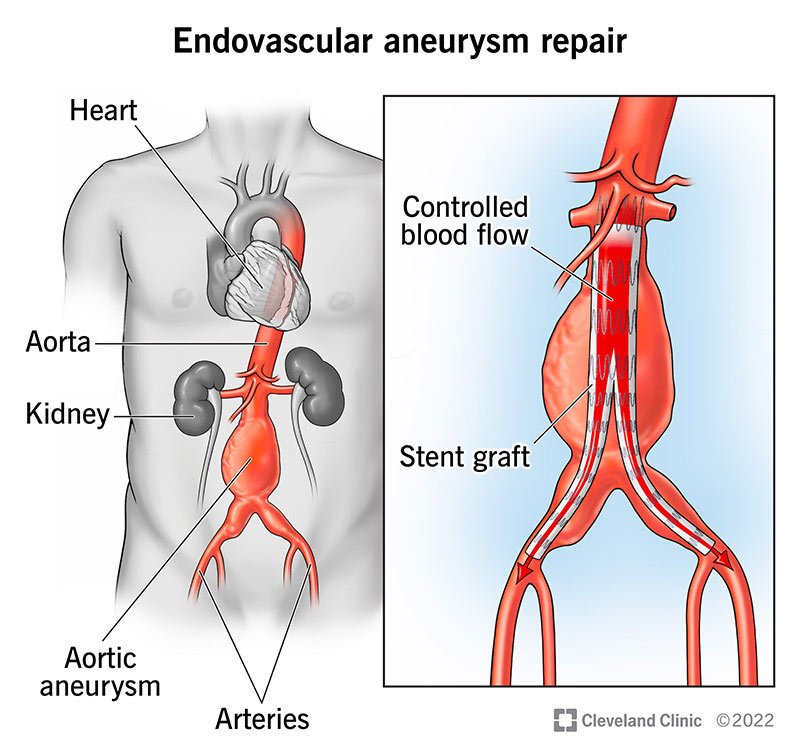 Endovascular aneurysm repair
Heart
Aorta
Kidney
Aortic
aneurysm
Arteries
Controlled
blood flow
Stent graft
Cleveland Clinic ©2022